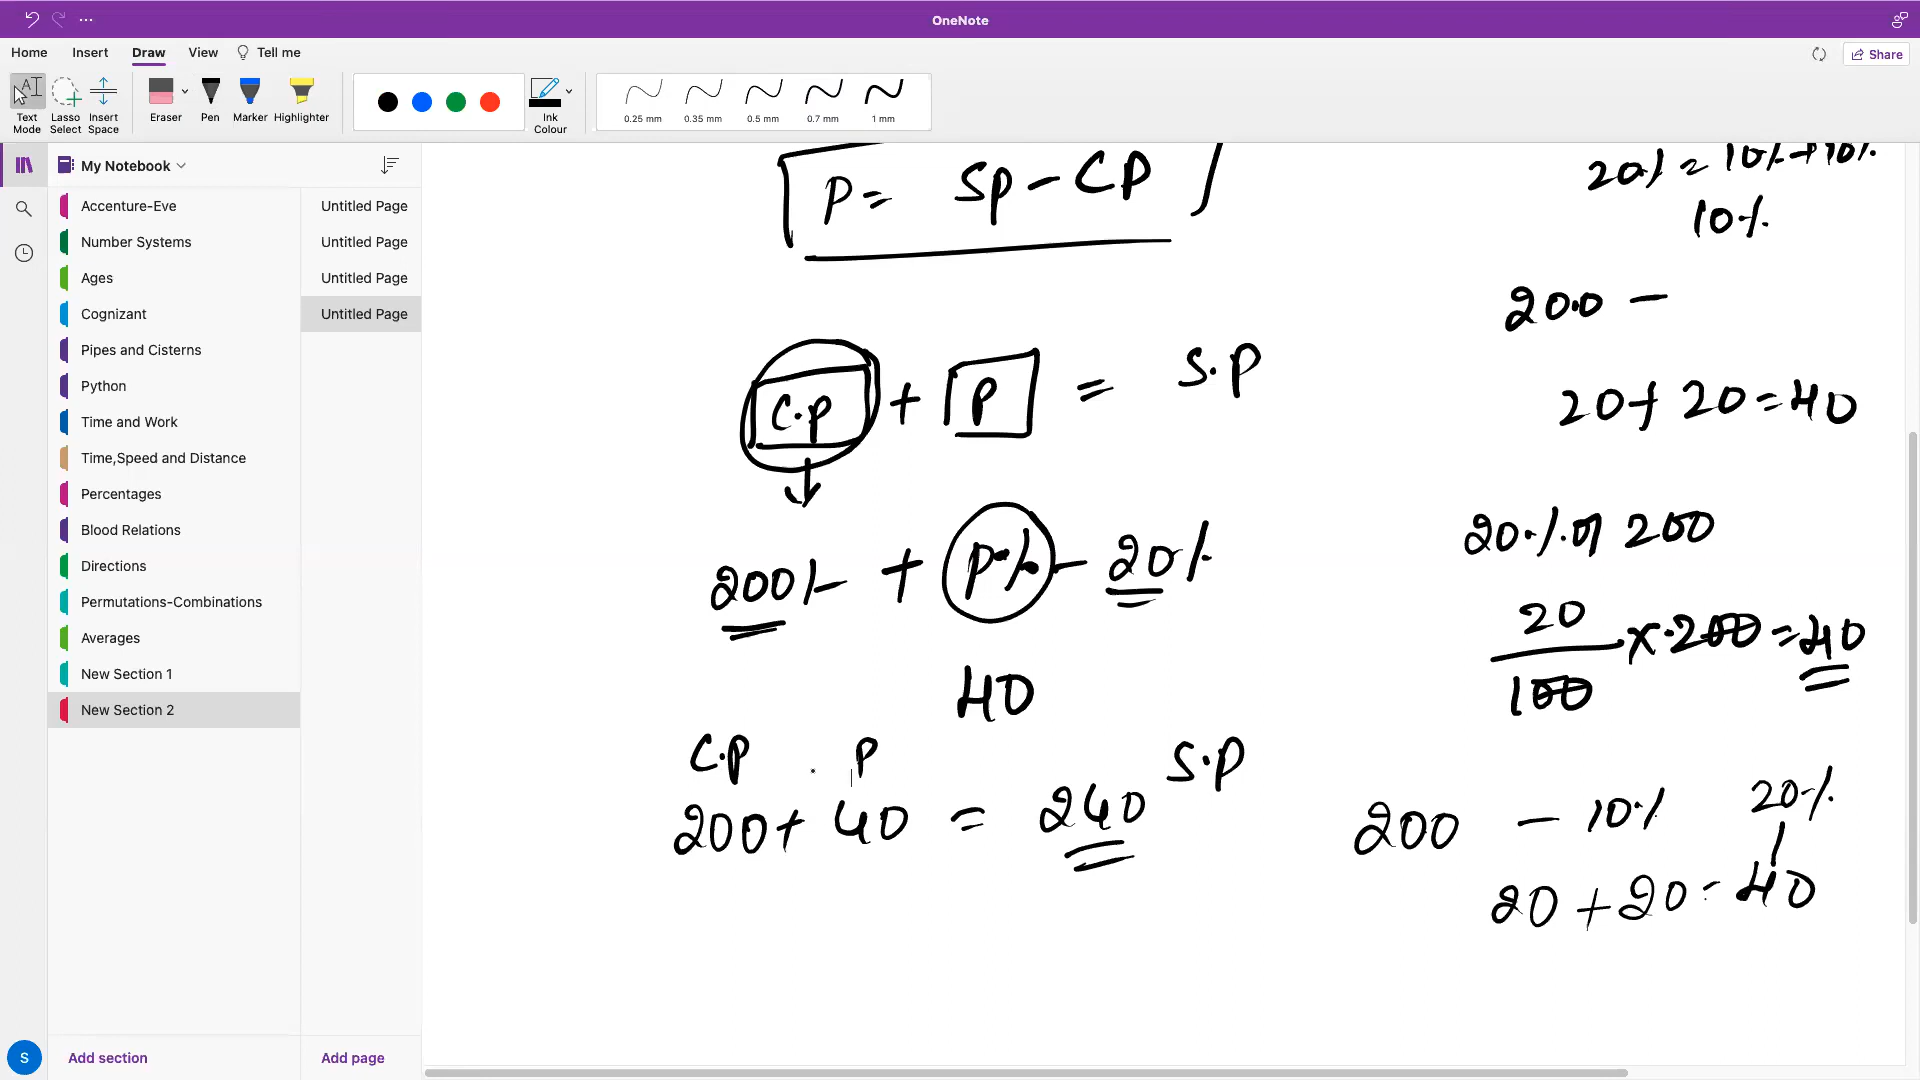 OneNote
Home Insert Draw View Tell me
Share
Text Mode
Lasso Select
Insert Space
Eraser
Pen
Marker
Highlighter
Ink Colour
0.25 mm
0.35 mm
0.5 mm
0.7 mm
1 mm
My Notebook
Accenture-Eve
Number Systems
Ages
Cognizant
Pipes and Cisterns
Python
Time and Work
Time,Speed and Distance
Percentages
Blood Relations
Directions
Permutations-Combinations
Averages
New Section 1
New Section 2
Untitled Page
Untitled Page
Untitled Page
Untitled Page
S
Add section
Add page
P = SP - CP
C.P + P = S.P
200/- + P% - 20%
40
C.P P S.P
200 + 40 = 240
20% = 10% + 10%
10%
20.0 -
20 + 20 = 40
20% of 200
20/100 x 200 = 40
200 - 10% 20%
20 + 20 = 40